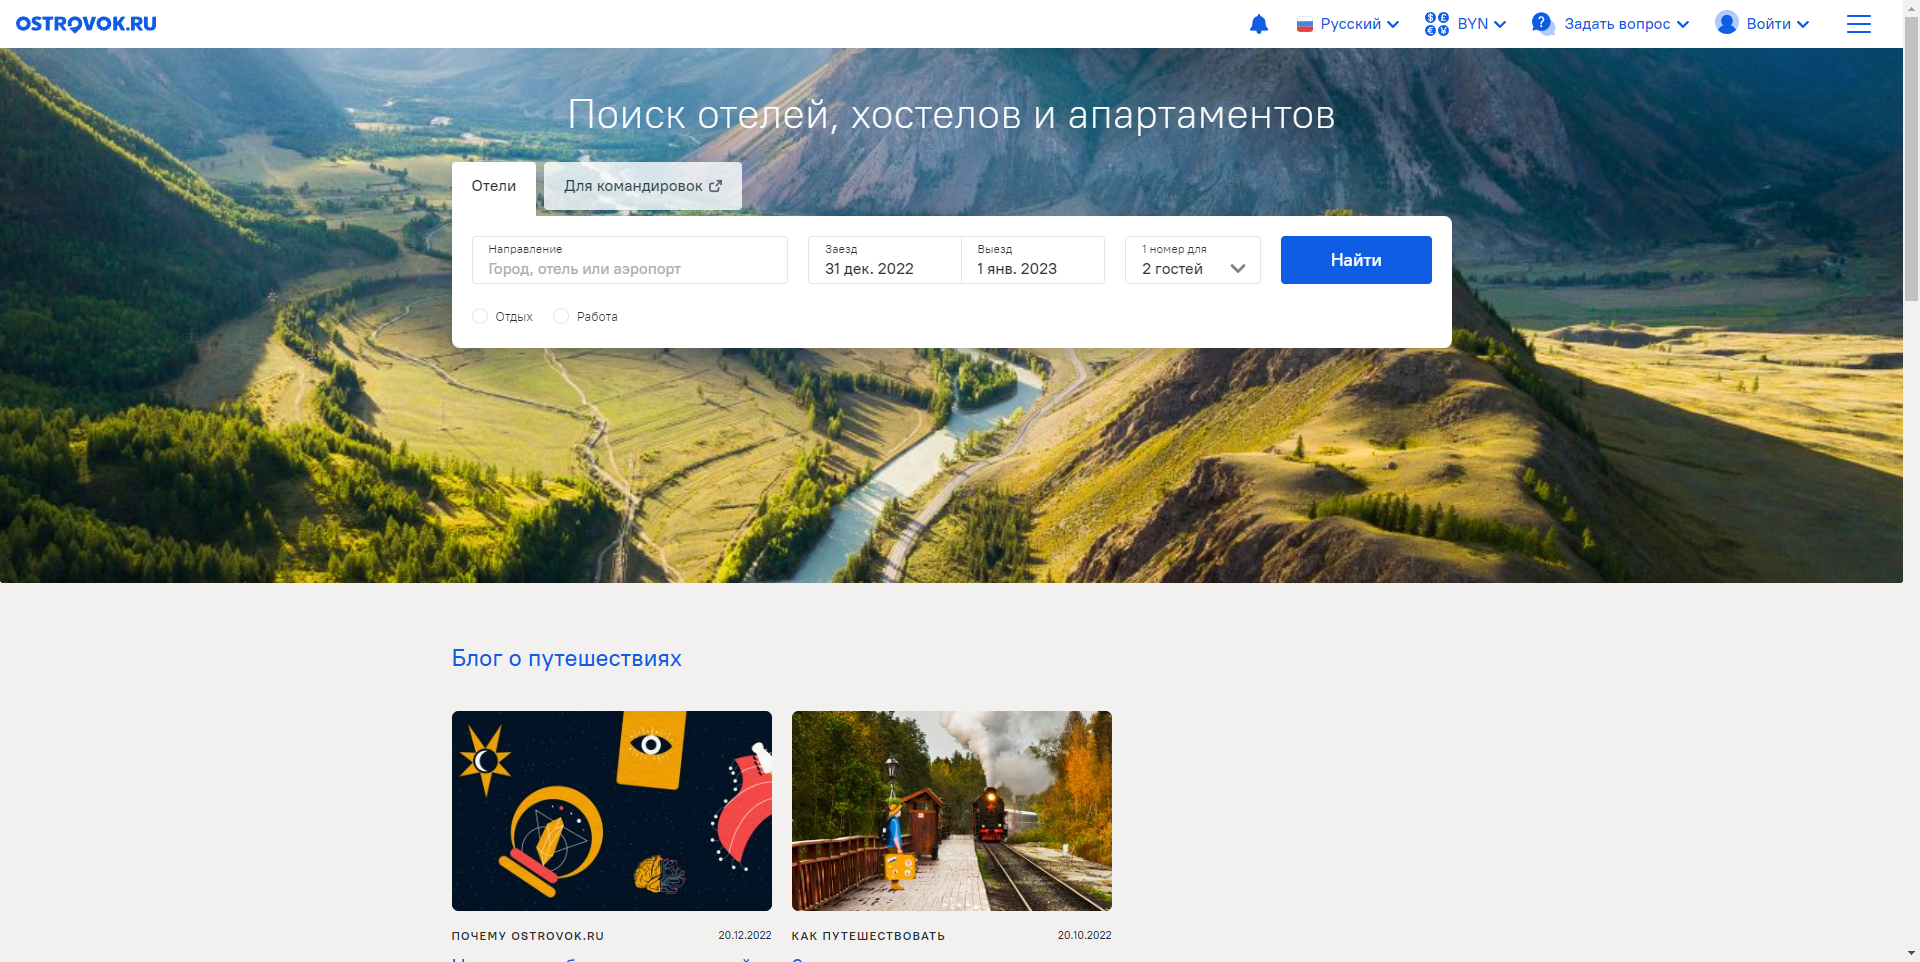 OSTROVOK.RU
Русский
BYN
Задать вопрос
Войти
Поиск отелей, хостелов и апартаментов
Отели
Для командировок
Направление
Город, отель или аэропорт
Заезд
31 дек. 2022
Выезд
1 янв. 2023
1 номер для
2 гостей
Найти
Отдых
Работа
Блог о путешествиях
ПОЧЕМУ OSTROVOK.RU
20.12.2022
КАК ПУТЕШЕСТВОВАТЬ
20.10.2022